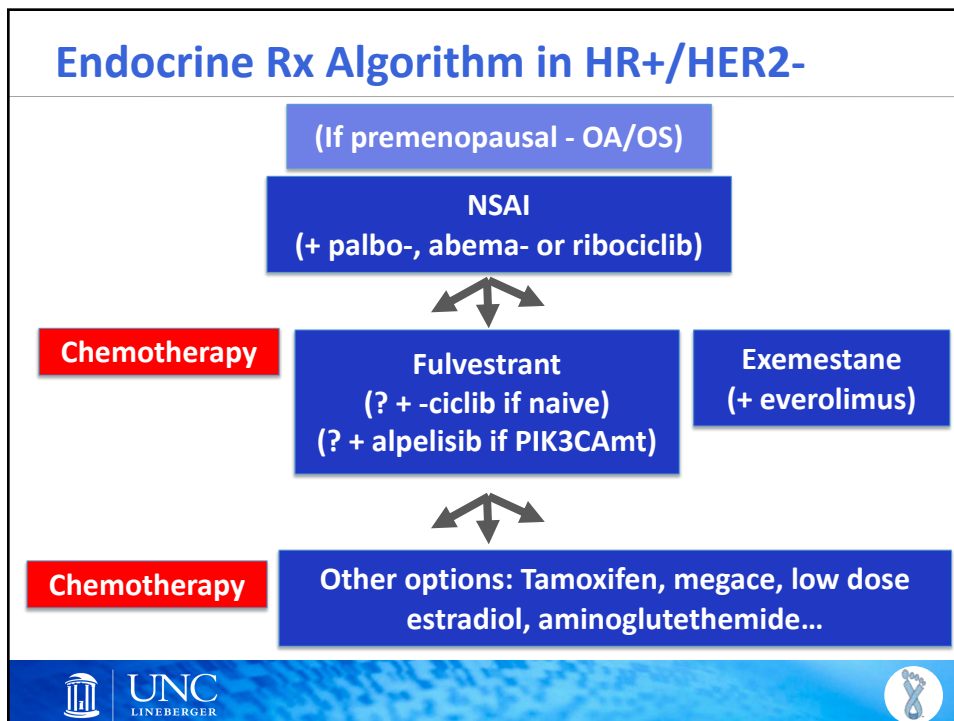 Endocrine Rx Algorithm in HR+/HER2-
(If premenopausal - OA/OS)
NSAI
(+ palbo-, abema- or ribociclib)
Chemotherapy
Fulvestrant
(? + -ciclib if naive)
(? + alpelisib if PIK3CAmt)
Exemestane
(+ everolimus)
Chemotherapy
Other options: Tamoxifen, megace, low dose
estradiol, aminoglutethemide…
UNC
LINEBERGER